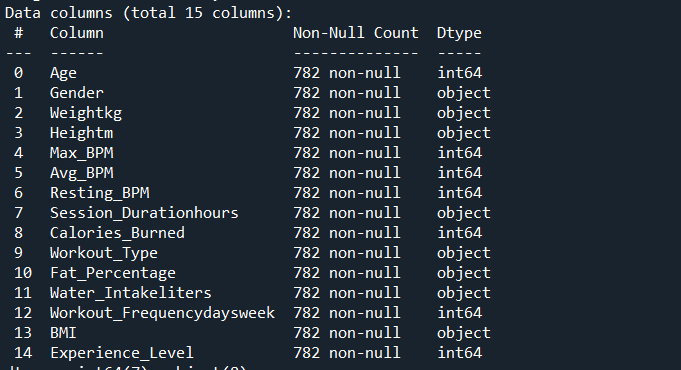 Data columns (total 15 columns):
 #   Column                     Non-Null Count  Dtype
---  ------                     --------------  -----
 0   Age                        782 non-null    int64
 1   Gender                     782 non-null    object
 2   Weightkg                   782 non-null    object
 3   Heightm                    782 non-null    object
 4   Max_BPM                    782 non-null    int64
 5   Avg_BPM                    782 non-null    int64
 6   Resting_BPM                782 non-null    int64
 7   Session_Durationhours      782 non-null    object
 8   Calories_Burned            782 non-null    int64
 9   Workout_Type               782 non-null    object
 10  Fat_Percentage             782 non-null    object
 11  Water_Intakeliters         782 non-null    object
 12  Workout_Frequencydaysweek  782 non-null    int64
 13  BMI                        782 non-null    object
 14  Experience_Level           782 non-null    int64